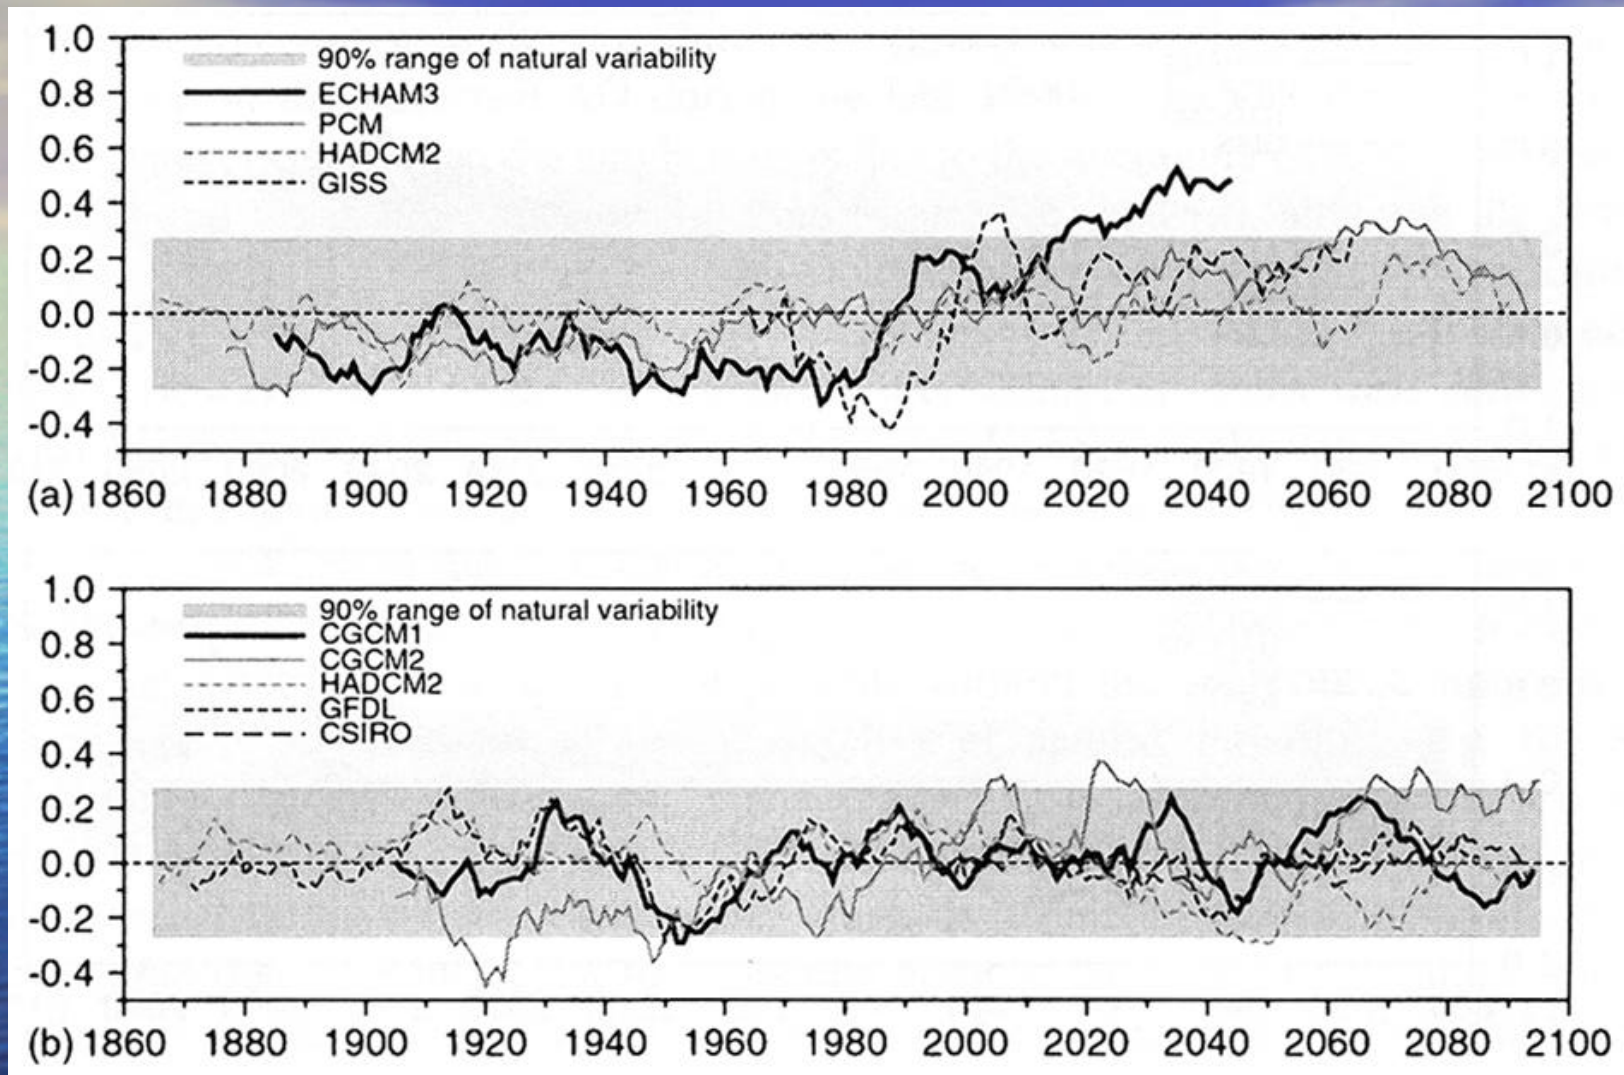 1.0
90% range of natural variability
0.8
ECHAM3
PCM
0.6
HADCM2
GISS
0.4
0.2
0.0
-0.2
-0.4
(a) 1860 1880 1900 1920 1940 1960 1980 2000 2020 2040 2060 2080 2100
1.0
90% range of natural variability
CGCM1
0.8
CGCM2
HADCM2
0.6
GFDL
CSIRO
0.4
0.2
0.0
-0.2
-0.4
(b) 1860 1880 1900 1920 1940 1960 1980 2000 2020 2040 2060 2080 2100